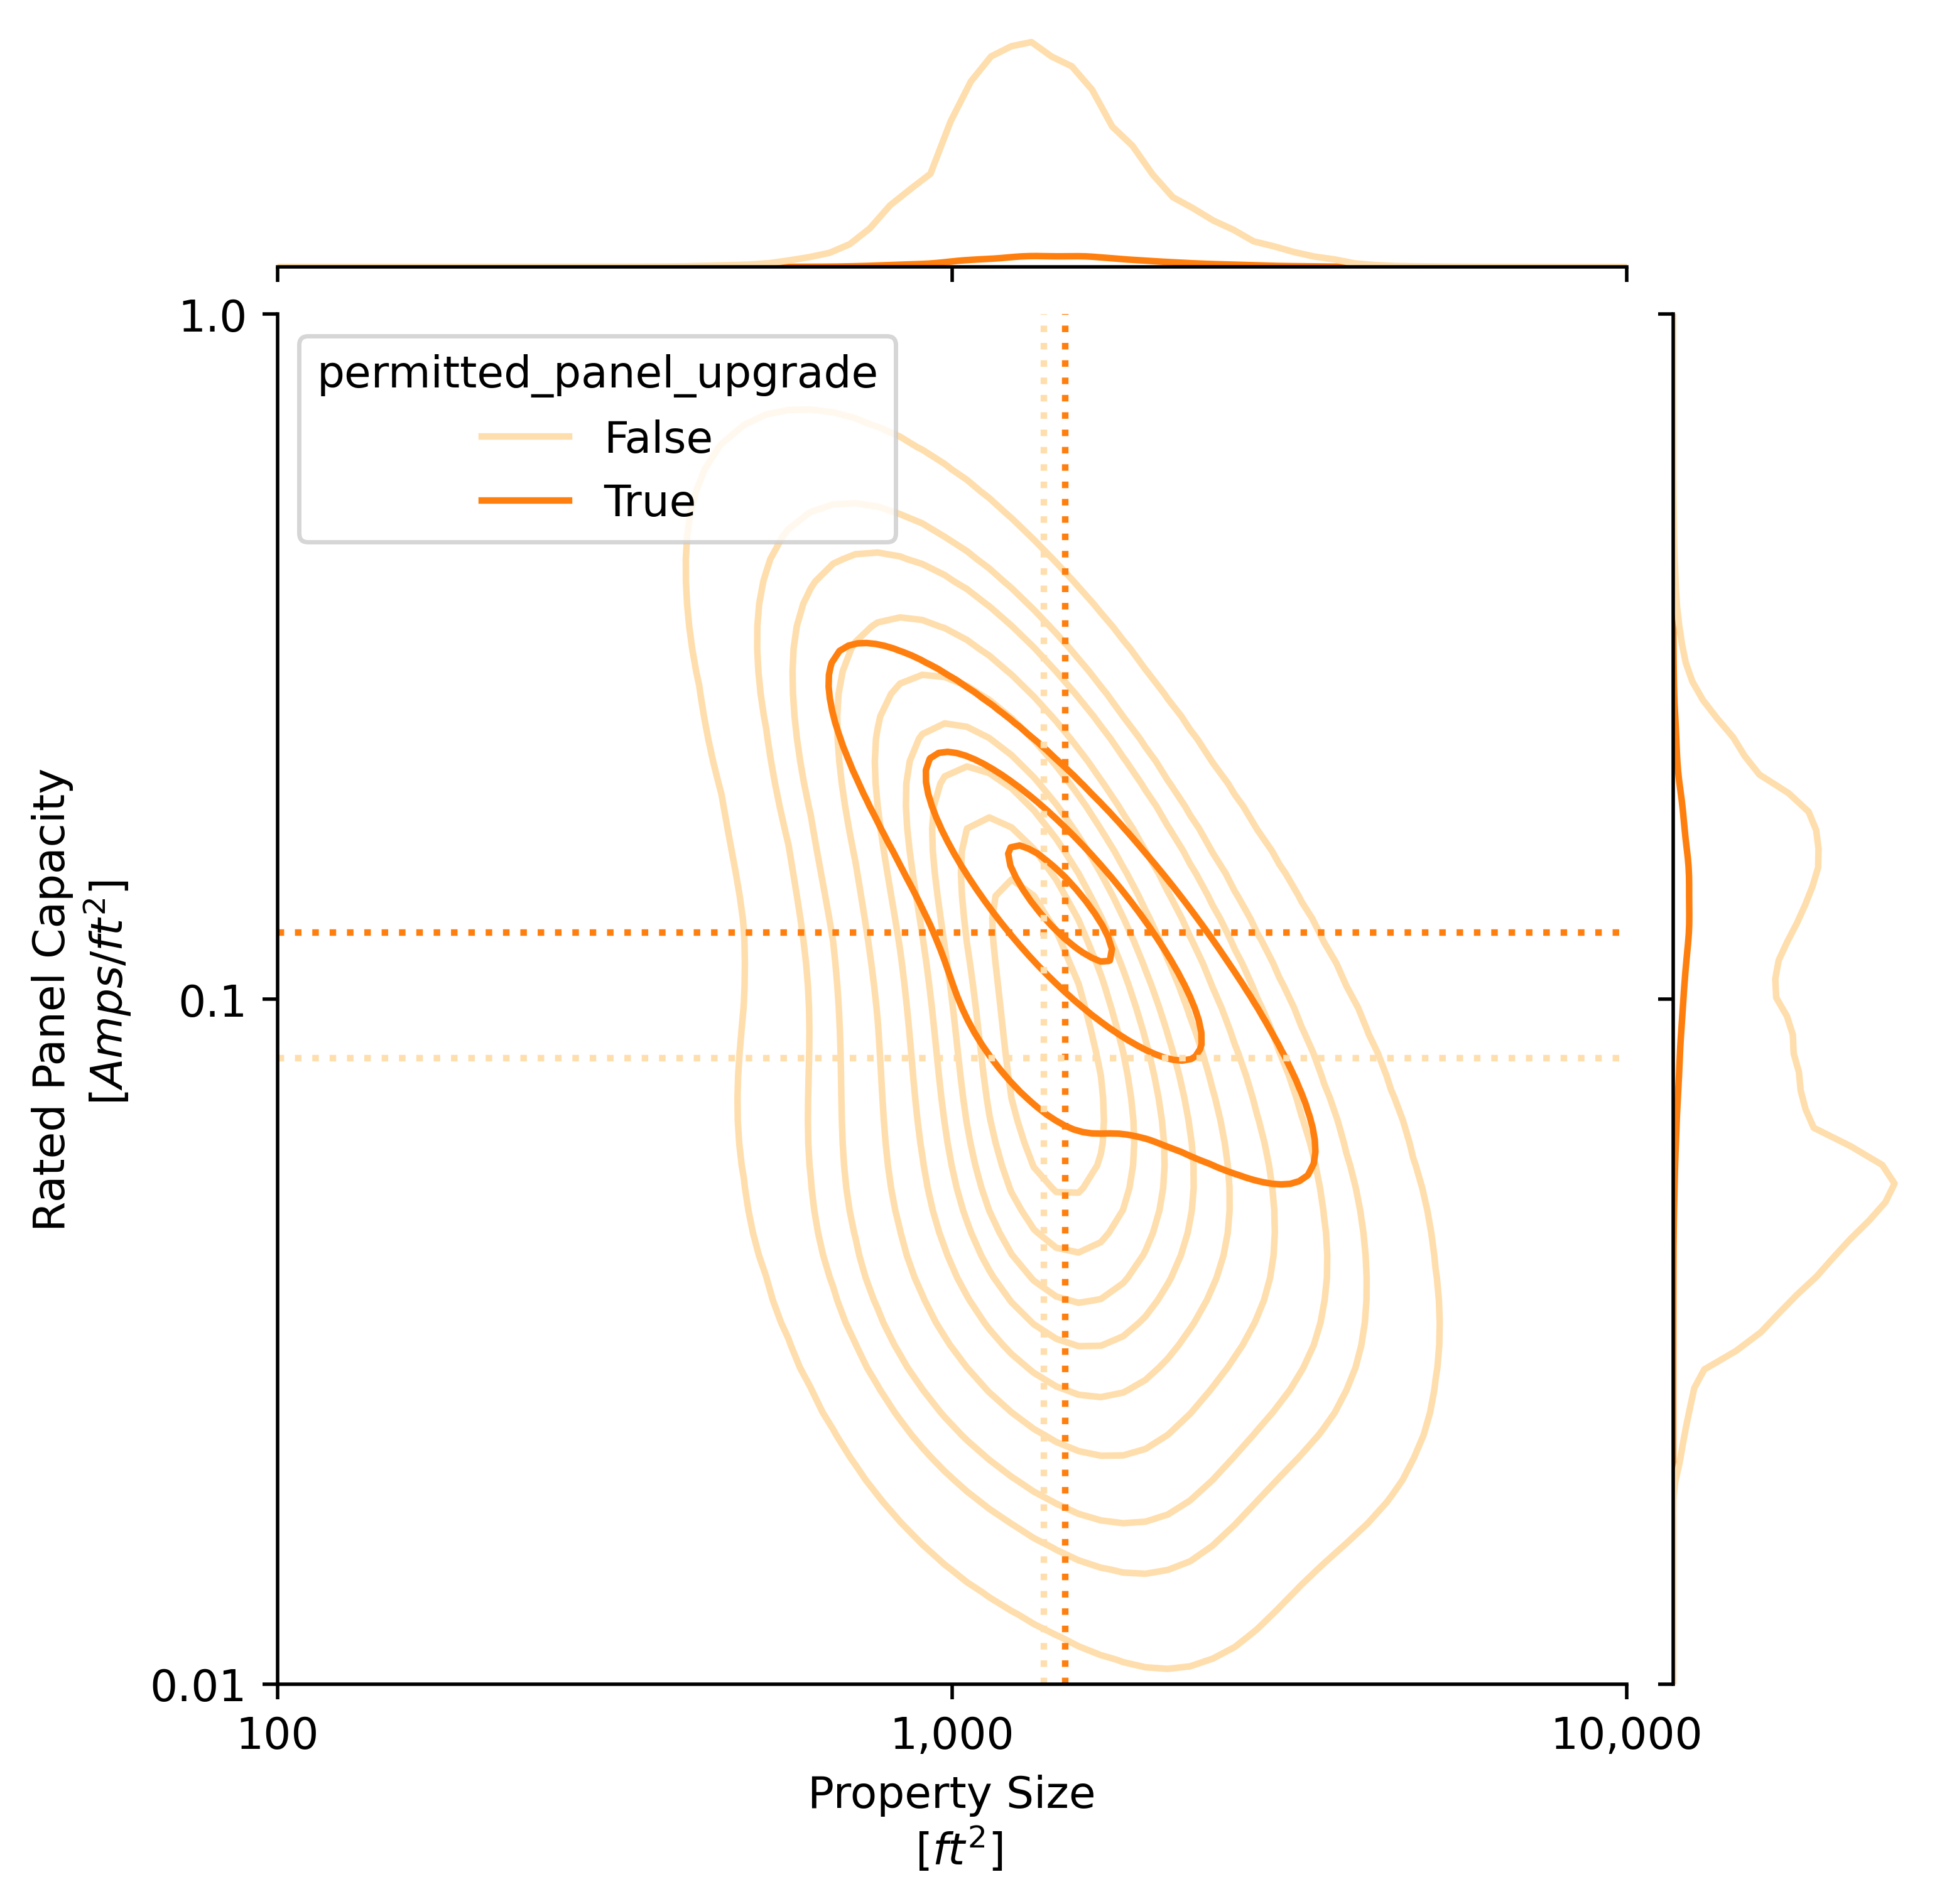 permitted_panel_upgrade
False
True
1.0
0.1
0.01
Rated Panel Capacity
[Amps/ft²]
100
1,000
10,000
Property Size
[ft²]